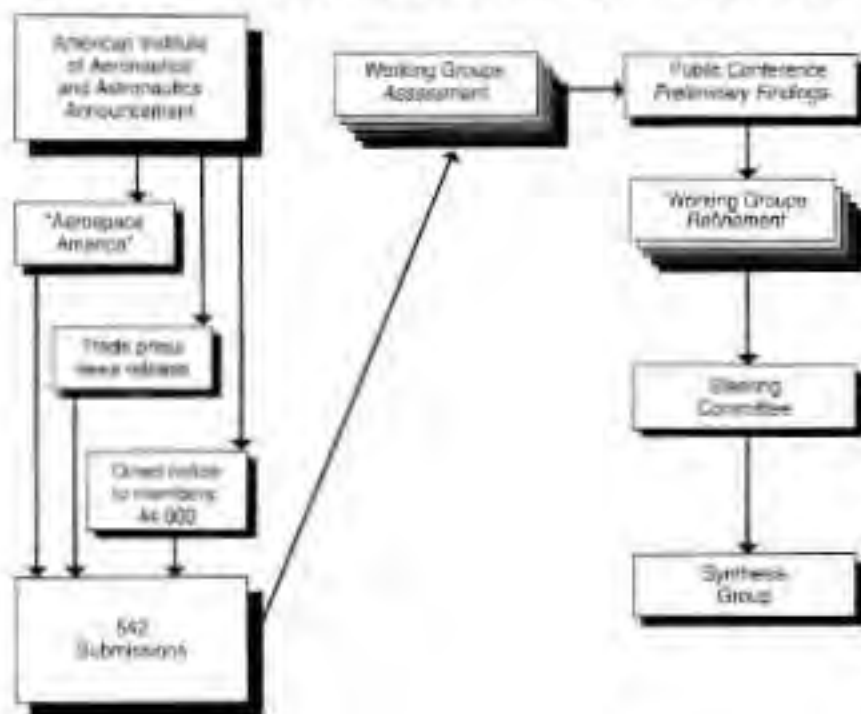 American Institute
of Aeronautics
and Astronautics
Announcement
"Aerospace
America"
Trade press
news release
Direct notice
to members
44 000
542
Submissions
Working Groups
Assessment
Public Conference
Preliminary Findings
Working Groups
Refinement
Steering
Committee
Synthesis
Group